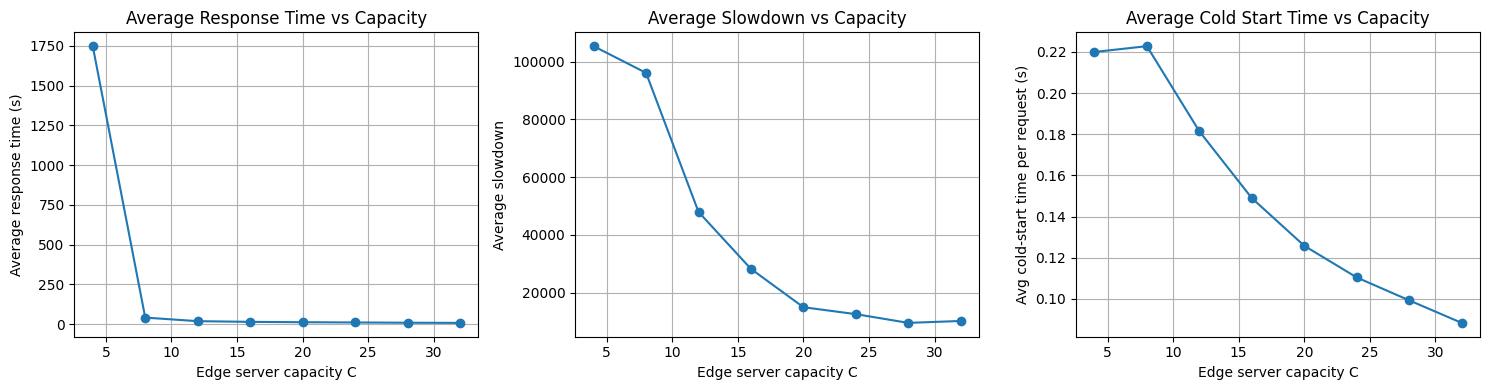 Average Response Time vs Capacity
Average response time (s)
1750
1500
1250
1000
750
500
250
0
5 10 15 20 25 30
Edge server capacity C
Average Slowdown vs Capacity
Average slowdown
100000
80000
60000
40000
20000
5 10 15 20 25 30
Edge server capacity C
Average Cold Start Time vs Capacity
Avg cold-start time per request (s)
0.22
0.20
0.18
0.16
0.14
0.12
0.10
5 10 15 20 25 30
Edge server capacity C